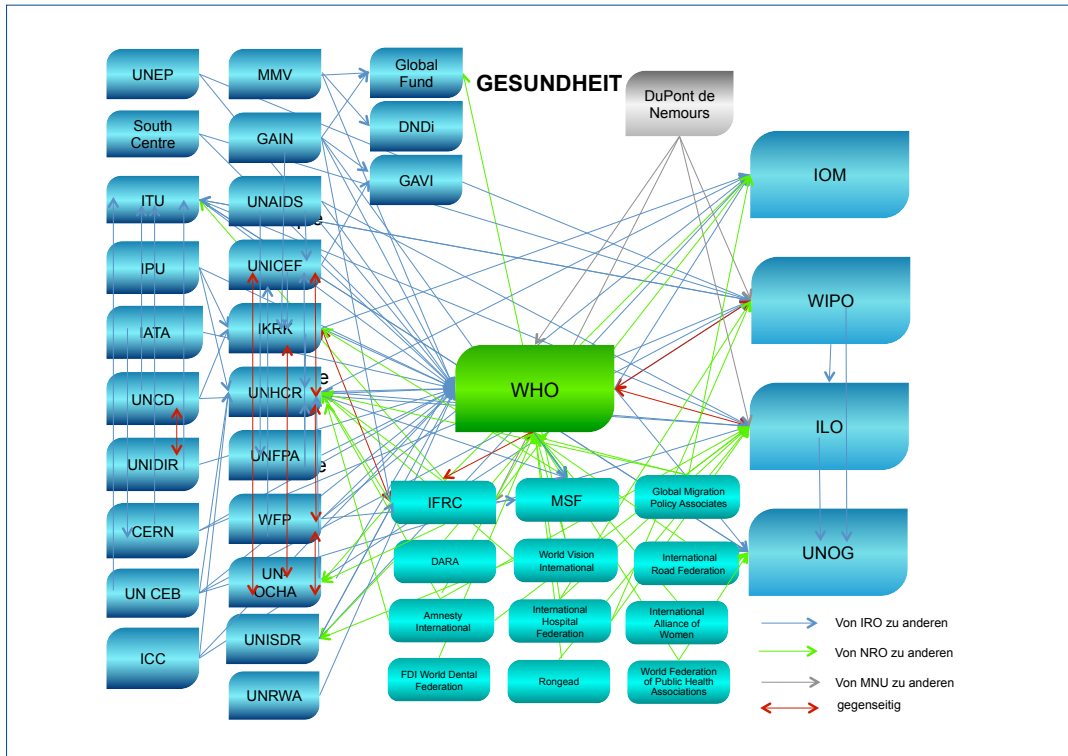 GESUNDHEIT
UNEP
MMV
Global
Fund
DuPont de
Nemours
South
Centre
GAIN
DNDi
GAVI
IOM
ITU
UNAIDS
IPU
UNICEF
WIPO
IATA
IKRK
WHO
UNCD
UNHCR
ILO
UNIDIR
UNFPA
IFRC
MSF
Global Migration
Policy Associates
CERN
WFP
UNOG
DARA
World Vision
International
International
Road Federation
UN CEB
UN-
OCHA
Amnesty
International
International
Hospital
Federation
International
Alliance of
Women
ICC
UNISDR
FDI World Dental
Federation
Rongead
World Federation
of Public Health
Associations
UNRWA
Von IRO zu anderen
Von NRO zu anderen
Von MNU zu anderen
gegenseitig